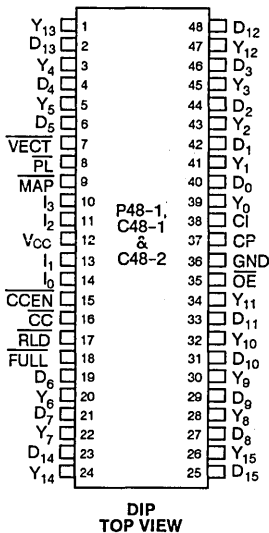 Y13 1 48 D12
D13 2 47 Y12
Y4 3 46 D3
D4 4 45 Y3
Y5 5 44 D2
D5 6 43 Y2
VECT 7 42 D1
PL 8 41 Y1
MAP 9 40 D0
I3 10 39 Y0
I2 11 38 CI
VCC 12 37 CP
I1 13 36 GND
I0 14 35 OE
CCEN 15 34 Y11
CC 16 33 D11
RLD 17 32 Y10
FULL 18 31 D10
D6 19 30 Y9
Y6 20 29 D9
D7 21 28 Y8
Y7 22 27 D8
D14 23 26 Y15
Y14 24 25 D15
P48-1,
C48-1
&
C48-2
DIP
TOP VIEW